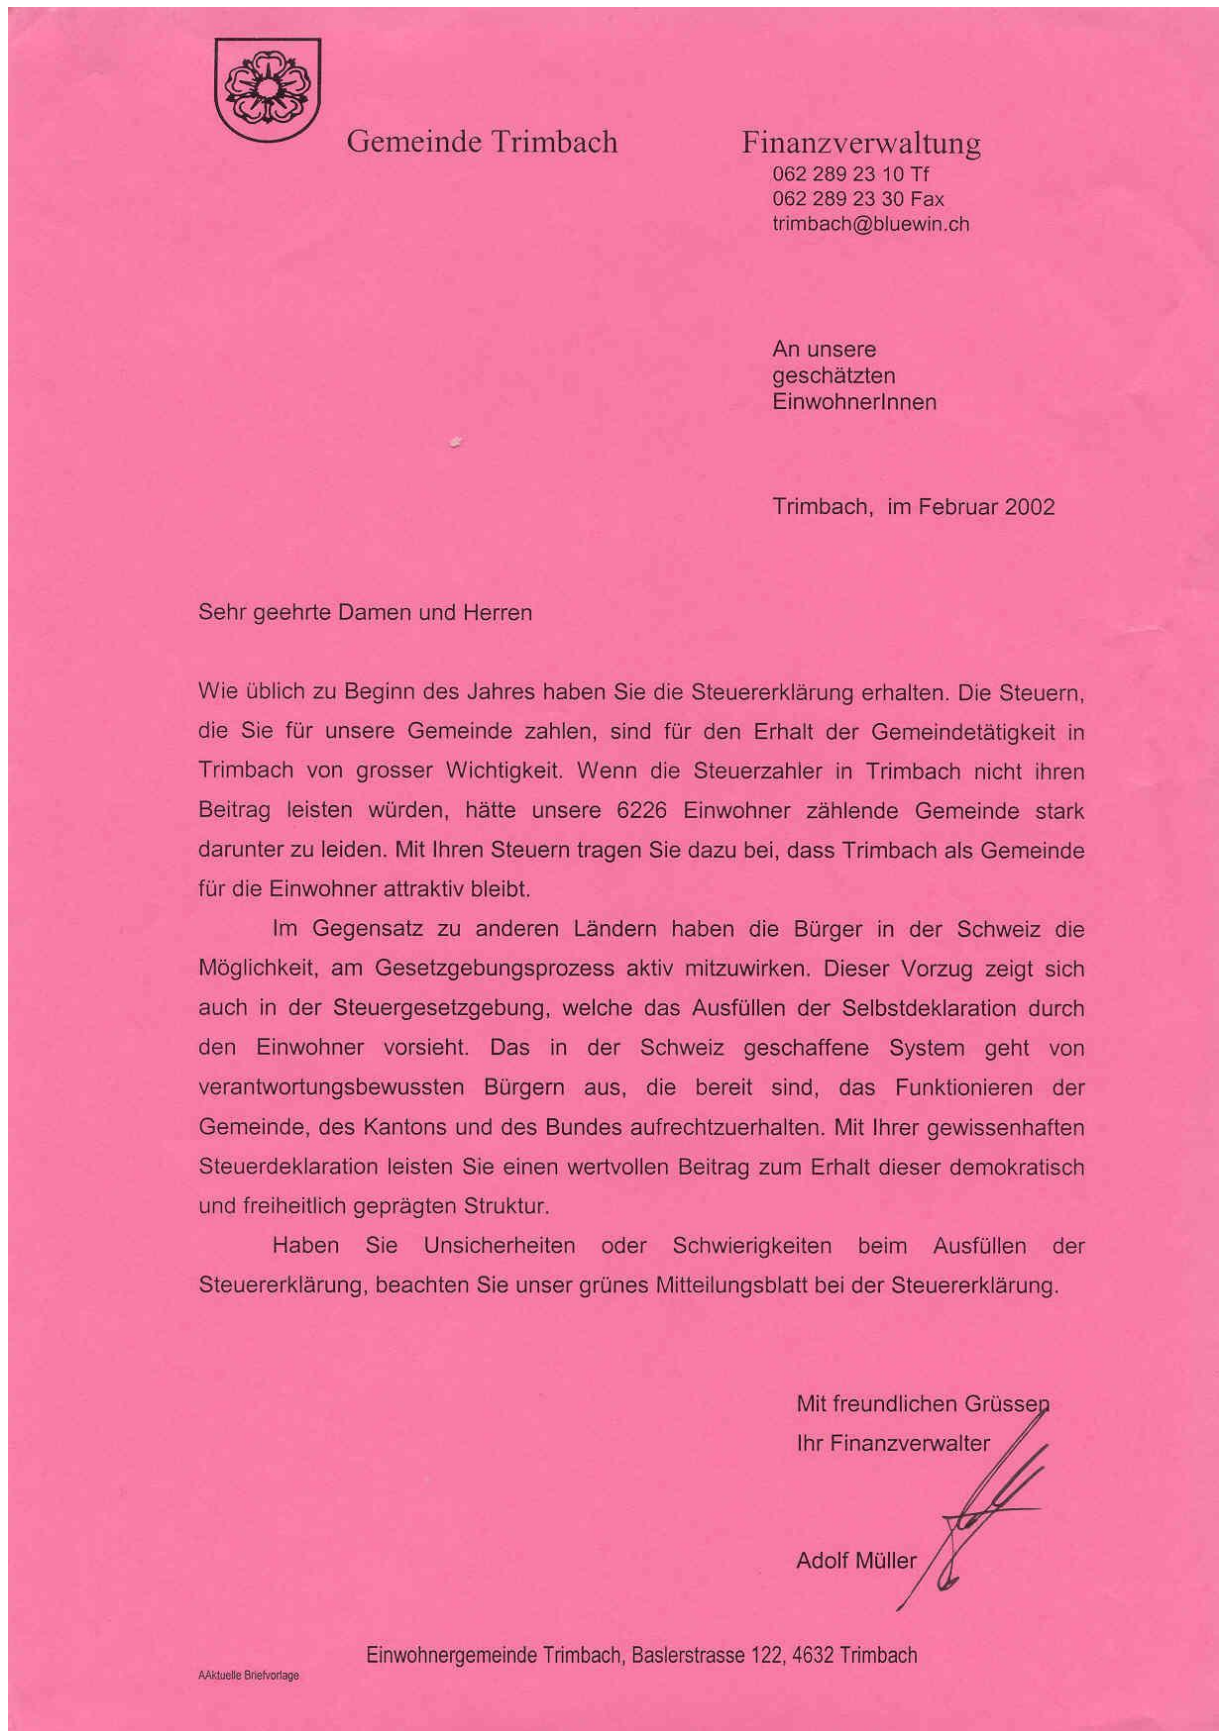 Gemeinde Trimbach
Finanzverwaltung
062 289 23 10 Tf
062 289 23 30 Fax
trimbach@bluewin.ch
An unsere
geschätzten
EinwohnerInnen
Trimbach,  im Februar 2002
Sehr geehrte Damen und Herren
Wie üblich zu Beginn des Jahres haben Sie die Steuererklärung erhalten. Die Steuern,
die Sie für unsere Gemeinde zahlen, sind für den Erhalt der Gemeindetätigkeit in
Trimbach von grosser Wichtigkeit. Wenn die Steuerzahler in Trimbach nicht ihren
Beitrag leisten würden, hätte unsere 6226 Einwohner zählende Gemeinde stark
darunter zu leiden. Mit Ihren Steuern tragen Sie dazu bei, dass Trimbach als Gemeinde
für die Einwohner attraktiv bleibt.
Im Gegensatz zu anderen Ländern haben die Bürger in der Schweiz die
Möglichkeit, am Gesetzgebungsprozess aktiv mitzuwirken. Dieser Vorzug zeigt sich
auch in der Steuergesetzgebung, welche das Ausfüllen der Selbstdeklaration durch
den Einwohner vorsieht. Das in der Schweiz geschaffene System geht von
verantwortungsbewussten Bürgern aus, die bereit sind, das Funktionieren der
Gemeinde, des Kantons und des Bundes aufrechtzuerhalten. Mit Ihrer gewissenhaften
Steuerdeklaration leisten Sie einen wertvollen Beitrag zum Erhalt dieser demokratisch
und freiheitlich geprägten Struktur.
Haben Sie Unsicherheiten oder Schwierigkeiten beim Ausfüllen der
Steuererklärung, beachten Sie unser grünes Mitteilungsblatt bei der Steuererklärung.
Mit freundlichen Grüssen
Ihr Finanzverwalter
Adolf Müller
Einwohnergemeinde Trimbach, Baslerstrasse 122, 4632 Trimbach
AAktuelle Briefvorlage